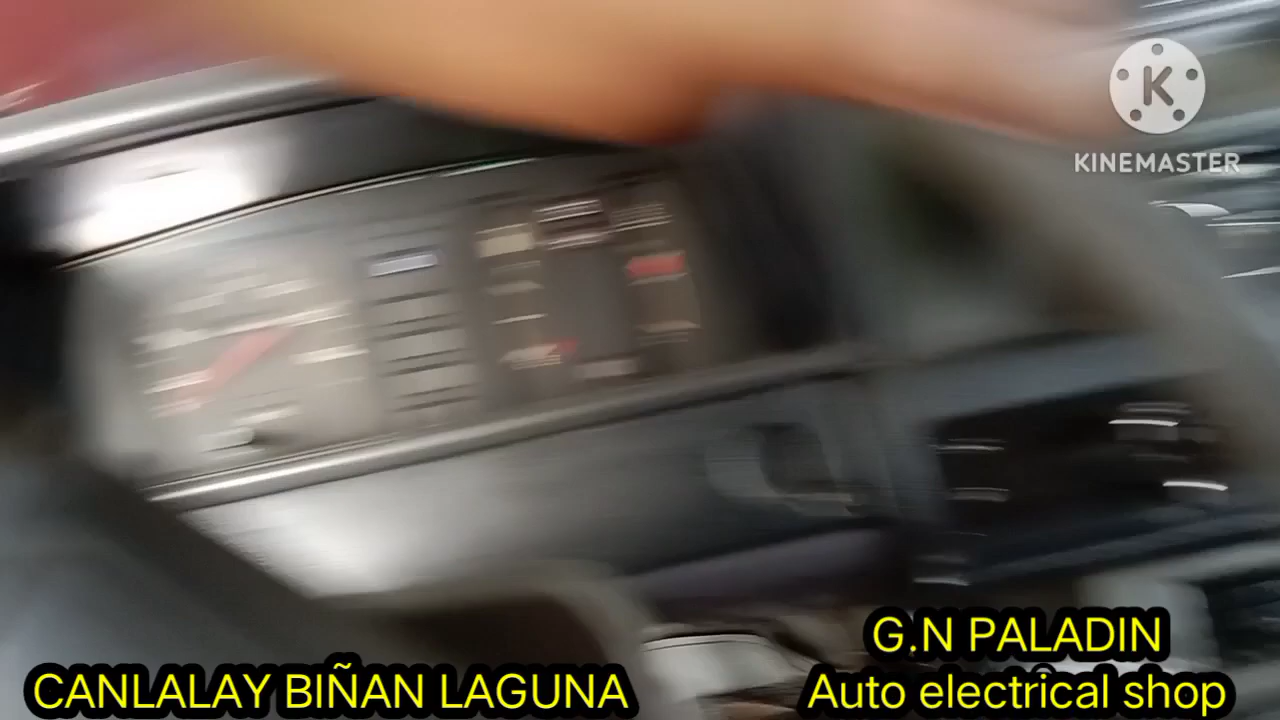 K
KINEMASTER
G.N PALADIN
CANLALAY BIÑAN LAGUNA
Auto electrical shop